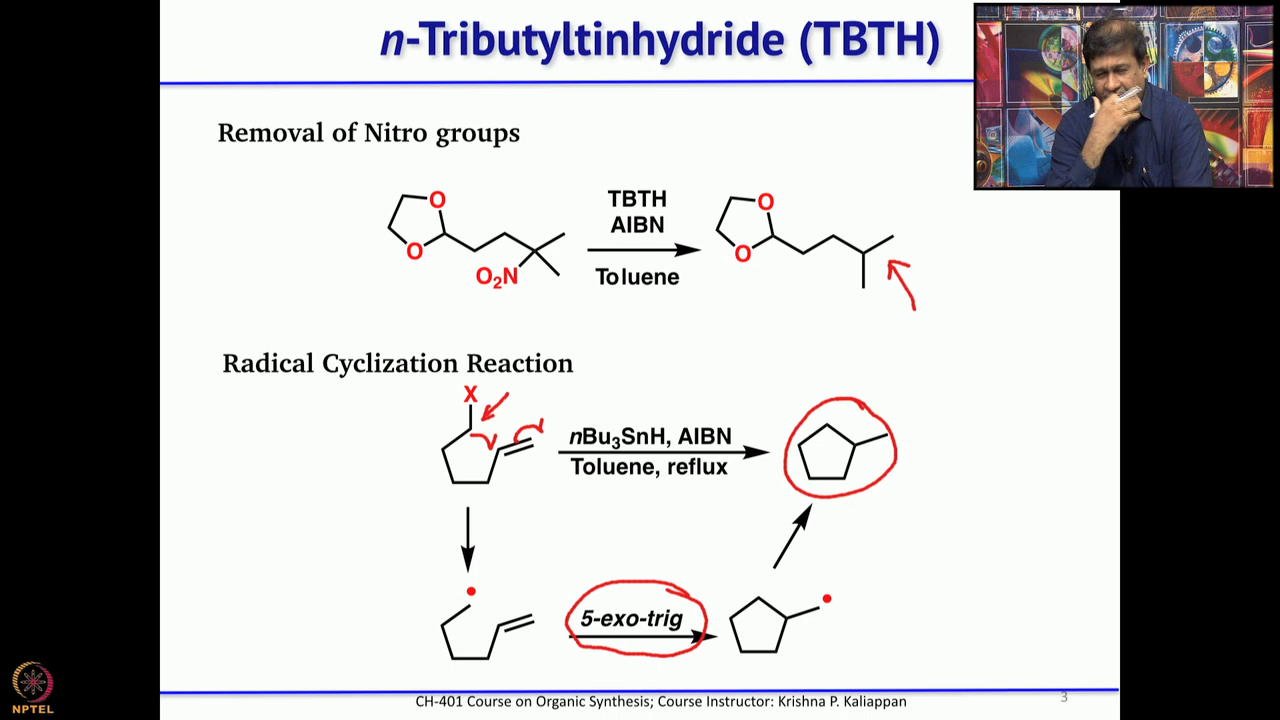 n-Tributyltinhydride (TBTH)
Removal of Nitro groups
O
O
O2N
TBTH
AIBN
Toluene
O
O
Radical Cyclization Reaction
X
nBu3SnH, AIBN
Toluene, reflux
5-exo-trig
CH-401 Course on Organic Synthesis; Course Instructor: Krishna P. Kaliappan
3
NPTEL